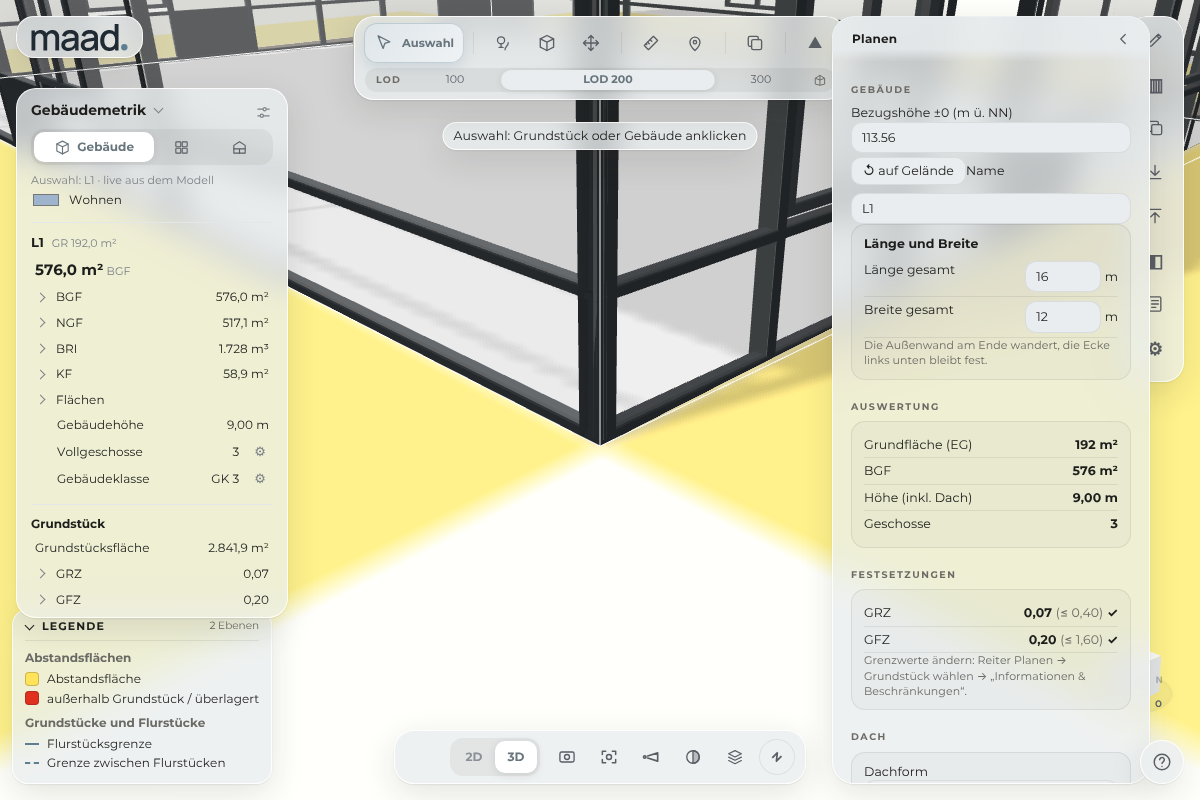 maad.
Auswahl
LOD
100
LOD 200
300
Auswahl: Grundstück oder Gebäude anklicken
Gebäudemetrik
Gebäude
Auswahl: L1 · live aus dem Modell
Wohnen
L1 GR 192,0 m²
576,0 m² BGF
BGF 576,0 m²
NGF 517,1 m²
BRI 1.728 m³
KF 58,9 m²
Flächen
Gebäudehöhe 9,00 m
Vollgeschosse 3
Gebäudeklasse GK 3
Grundstück
Grundstücksfläche 2.841,9 m²
GRZ 0,07
GFZ 0,20
LEGENDE 2 Ebenen
Abstandsflächen
Abstandsfläche
außerhalb Grundstück / überlagert
Grundstücke und Flurstücke
Flurstücksgrenze
Grenze zwischen Flurstücken
2D
3D
Planen
GEBÄUDE
Bezugshöhe ±0 (m ü. NN)
113.56
auf Gelände Name
L1
Länge und Breite
Länge gesamt 16 m
Breite gesamt 12 m
Die Außenwand am Ende wandert, die Ecke
links unten bleibt fest.
AUSWERTUNG
Grundfläche (EG) 192 m²
BGF 576 m²
Höhe (inkl. Dach) 9,00 m
Geschosse 3
FESTSETZUNGEN
GRZ 0,07 (≤ 0,40) ✓
GFZ 0,20 (≤ 1,60) ✓
Grenzwerte ändern: Reiter Planen →
Grundstück wählen → „Informationen &
Beschränkungen“.
DACH
Dachform
N
O